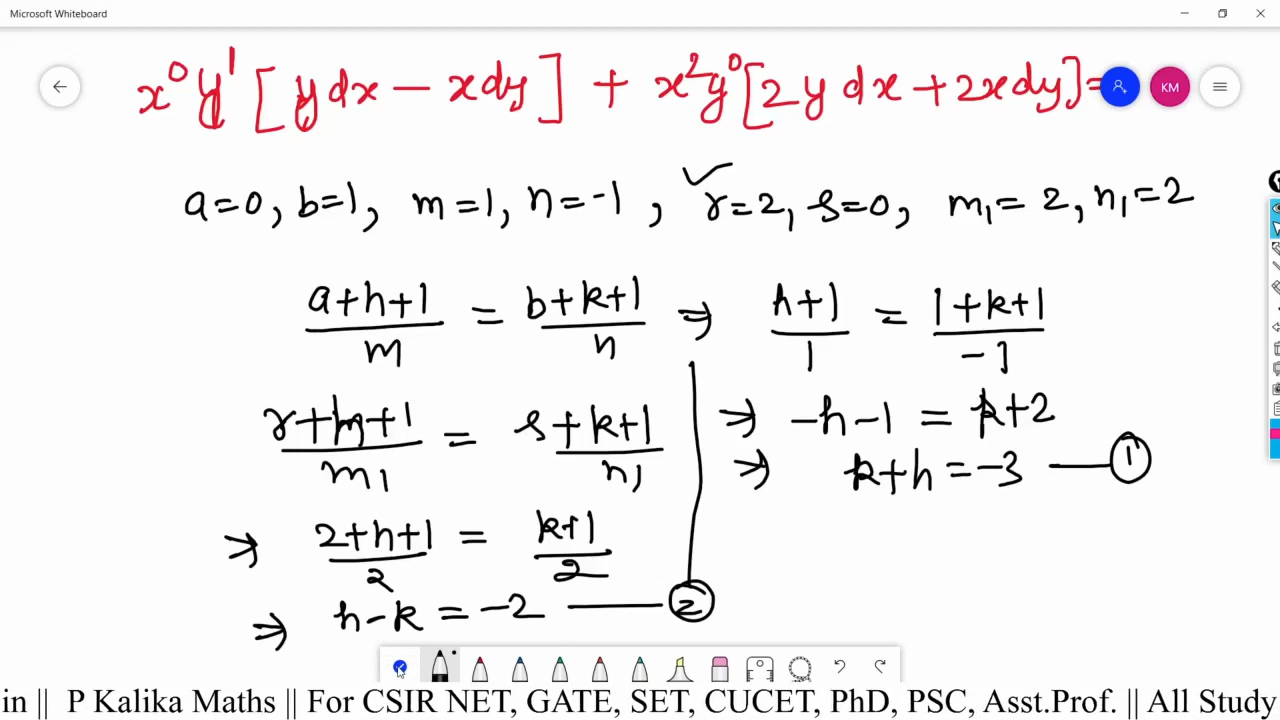 Microsoft Whiteboard
x⁰y¹[ydx − xdy] + x²y⁰[2ydx + 2xdy] =
KM
a=0, b=1, m=1, n=-1, ✓ r=2, s=0, m₁=2, n₁=2
(a+h+1)/m = (b+k+1)/n ⇒ (h+1)/1 = (1+k+1)/-1
(r+h+1)/m₁ = (s+k+1)/n₁
⇒ -h-1 = k+2
⇒ k+h = -3 —— ①
⇒ (2+h+1)/2 = (k+1)/2
⇒ h-k = -2 —— ②
in || P Kalika Maths || For CSIR NET, GATE, SET, CUCET, PhD, PSC, Asst.Prof. || All Study